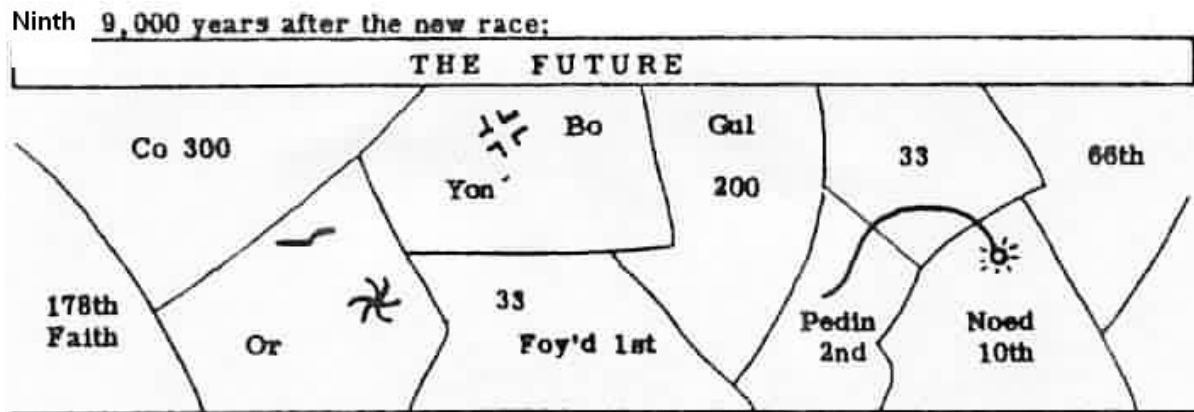 Ninth 9,000 years after the new race;
THE FUTURE
Co 300
Bo
Yon
Gul
200
33
66th
178th
Faith
Or
33
Foy'd 1st
Pedin
2nd
Noed
10th